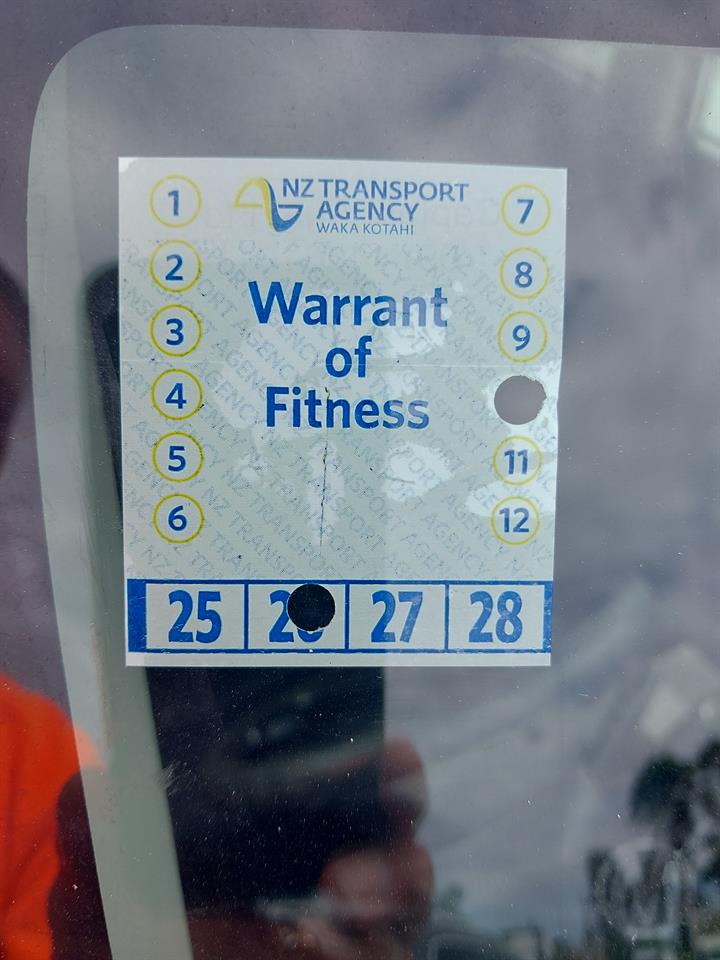 NZ TRANSPORT
AGENCY
WAKA KOTAHI
Warrant
of
Fitness
1
2
3
4
5
6
7
8
9
11
12
25
26
27
28